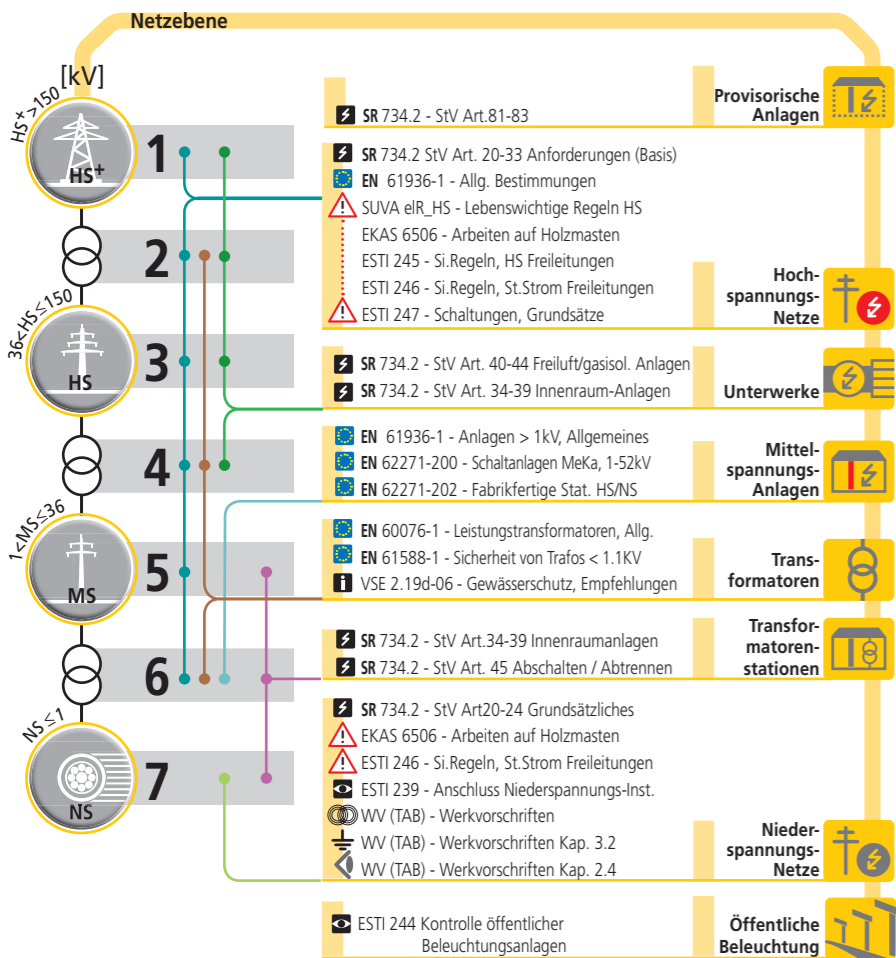 Netzebene
[kV]
HS+ >150
HS+
1
2
36<HS≤150
HS
3
4
1<MS≤36
MS
5
6
NS≤1
NS
7
SR 734.2 - StV Art.81-83
Provisorische
Anlagen
SR 734.2 StV Art. 20-33 Anforderungen (Basis)
EN 61936-1 - Allg. Bestimmungen
SUVA elR_HS - Lebenswichtige Regeln HS
EKAS 6506 - Arbeiten auf Holzmasten
ESTI 245 - Si.Regeln, HS Freileitungen
ESTI 246 - Si.Regeln, St.Strom Freileitungen
ESTI 247 - Schaltungen, Grundsätze
Hoch-
spannungs-
Netze
SR 734.2 - StV Art. 40-44 Freiluft/gasisol. Anlagen
SR 734.2 - StV Art. 34-39 Innenraum-Anlagen
Unterwerke
EN 61936-1 - Anlagen > 1kV, Allgemeines
EN 62271-200 - Schaltanlagen MeKa, 1-52kV
EN 62271-202 - Fabrikfertige Stat. HS/NS
Mittel-
spannungs-
Anlagen
EN 60076-1 - Leistungstransformatoren, Allg.
EN 61588-1 - Sicherheit von Trafos < 1.1KV
VSE 2.19d-06 - Gewässerschutz, Empfehlungen
Trans-
formatoren
SR 734.2 - StV Art.34-39 Innenraumanlagen
SR 734.2 - StV Art. 45 Abschalten / Abtrennen
Transfor-
matoren-
stationen
SR 734.2 - StV Art20-24 Grundsätzliches
EKAS 6506 - Arbeiten auf Holzmasten
ESTI 246 - Si.Regeln, St.Strom Freileitungen
ESTI 239 - Anschluss Niederspannungs-Inst.
WV (TAB) - Werkvorschriften
WV (TAB) - Werkvorschriften Kap. 3.2
WV (TAB) - Werkvorschriften Kap. 2.4
Nieder-
spannungs-
Netze
ESTI 244 Kontrolle öffentlicher
Beleuchtungsanlagen
Öffentliche
Beleuchtung